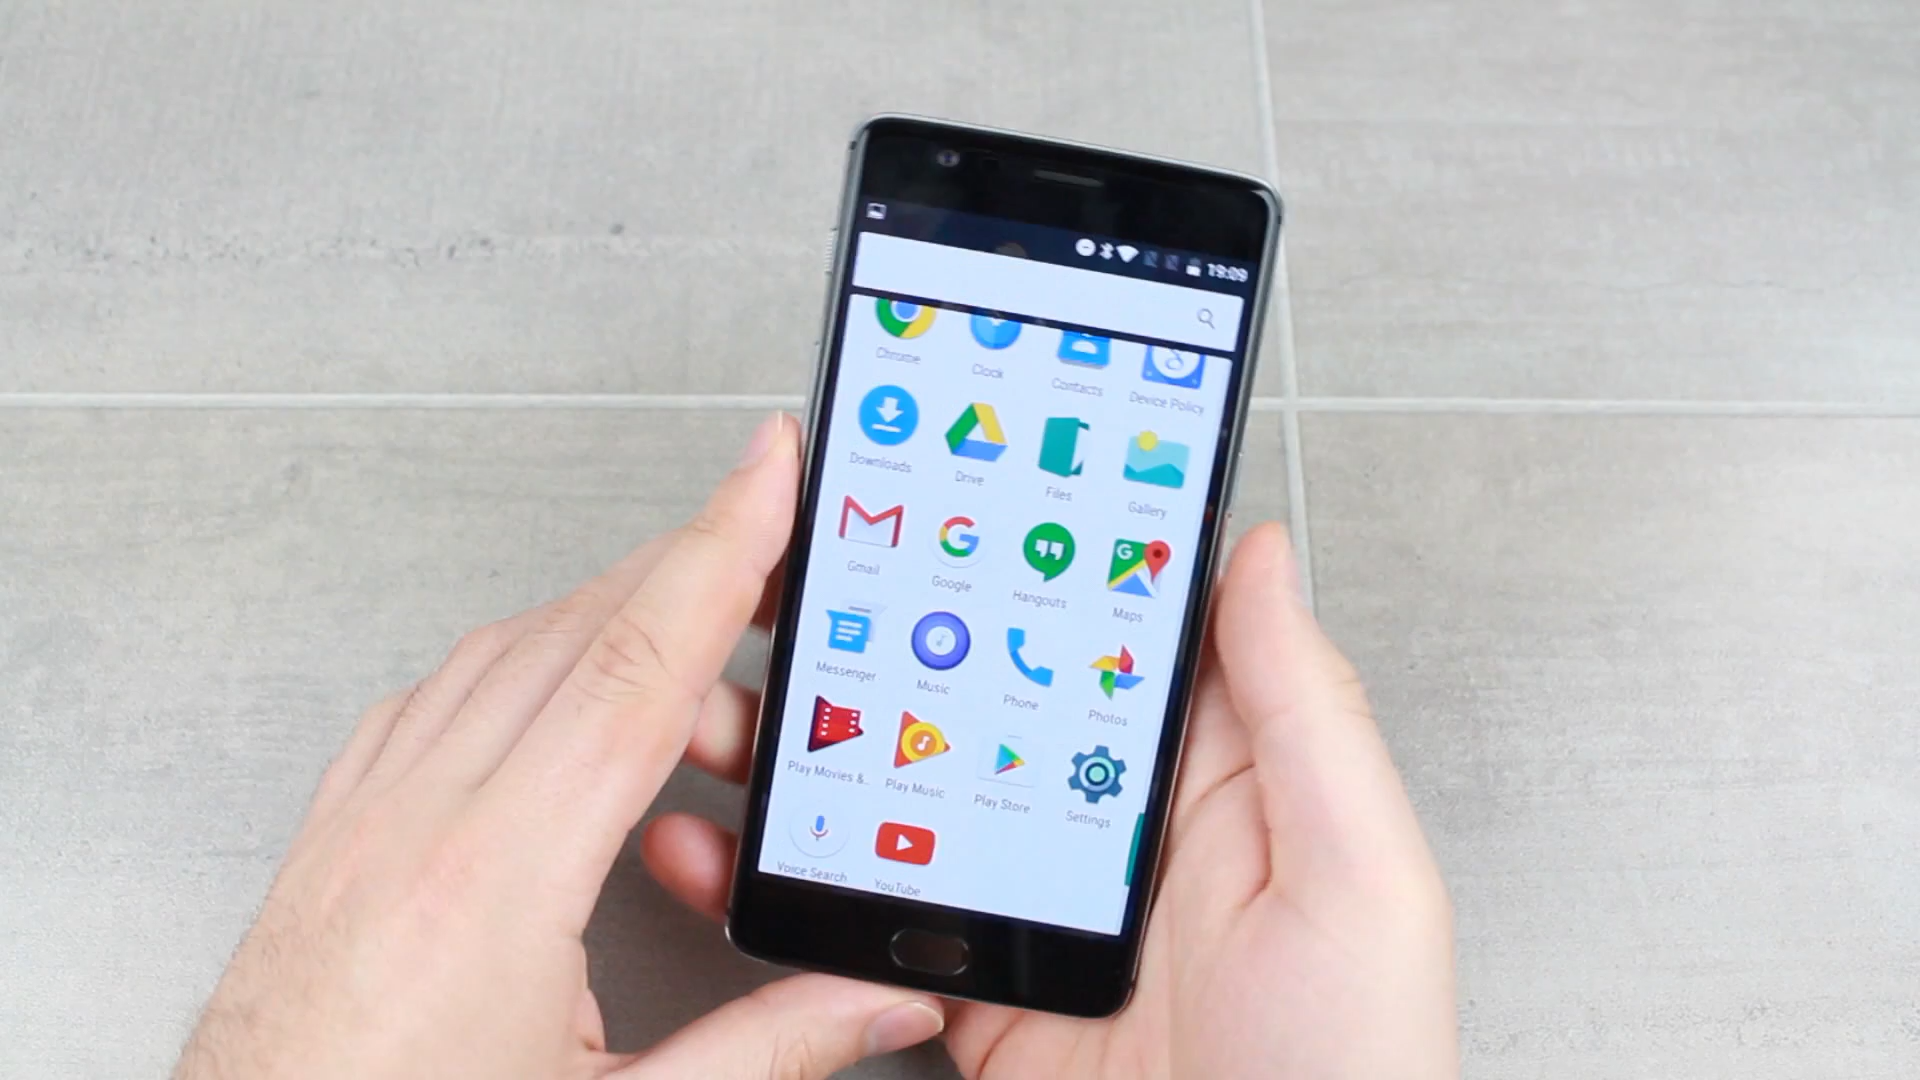 19:09
Chrome Clock Contacts Device Policy
Downloads Drive Files Gallery
Gmail Google Hangouts Maps
Messenger Music Phone Photos
Play Movies &.. Play Music Play Store Settings
Voice Search YouTube